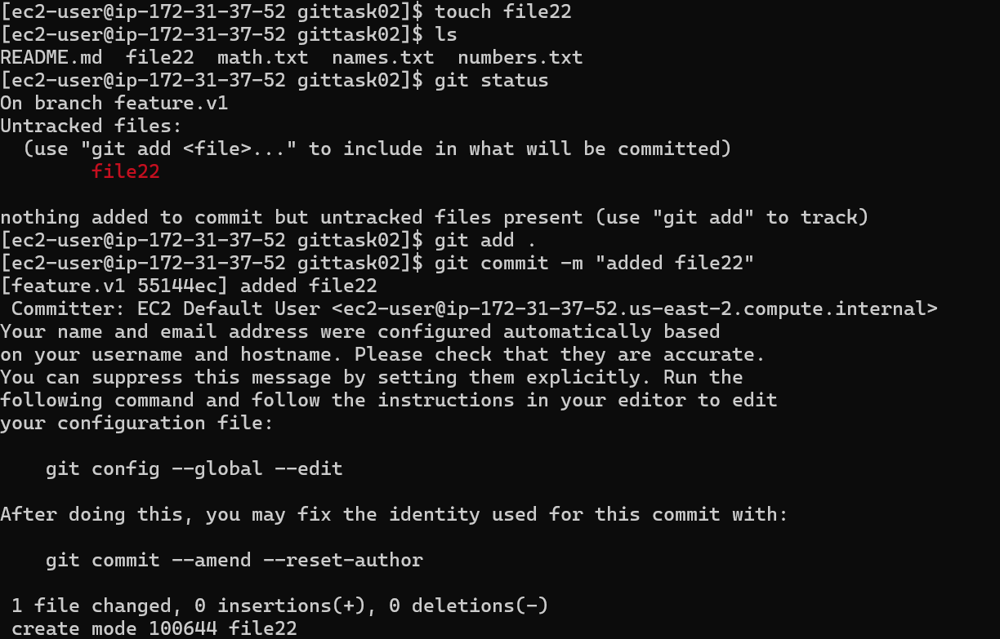 [ec2-user@ip-172-31-37-52 gittask02]$ touch file22
[ec2-user@ip-172-31-37-52 gittask02]$ ls
README.md  file22  math.txt  names.txt  numbers.txt
[ec2-user@ip-172-31-37-52 gittask02]$ git status
On branch feature.v1
Untracked files:
  (use "git add <file>..." to include in what will be committed)
        file22

nothing added to commit but untracked files present (use "git add" to track)
[ec2-user@ip-172-31-37-52 gittask02]$ git add .
[ec2-user@ip-172-31-37-52 gittask02]$ git commit -m "added file22"
[feature.v1 55144ec] added file22
 Committer: EC2 Default User <ec2-user@ip-172-31-37-52.us-east-2.compute.internal>
Your name and email address were configured automatically based
on your username and hostname. Please check that they are accurate.
You can suppress this message by setting them explicitly. Run the
following command and follow the instructions in your editor to edit
your configuration file:

    git config --global --edit

After doing this, you may fix the identity used for this commit with:

    git commit --amend --reset-author

 1 file changed, 0 insertions(+), 0 deletions(-)
 create mode 100644 file22